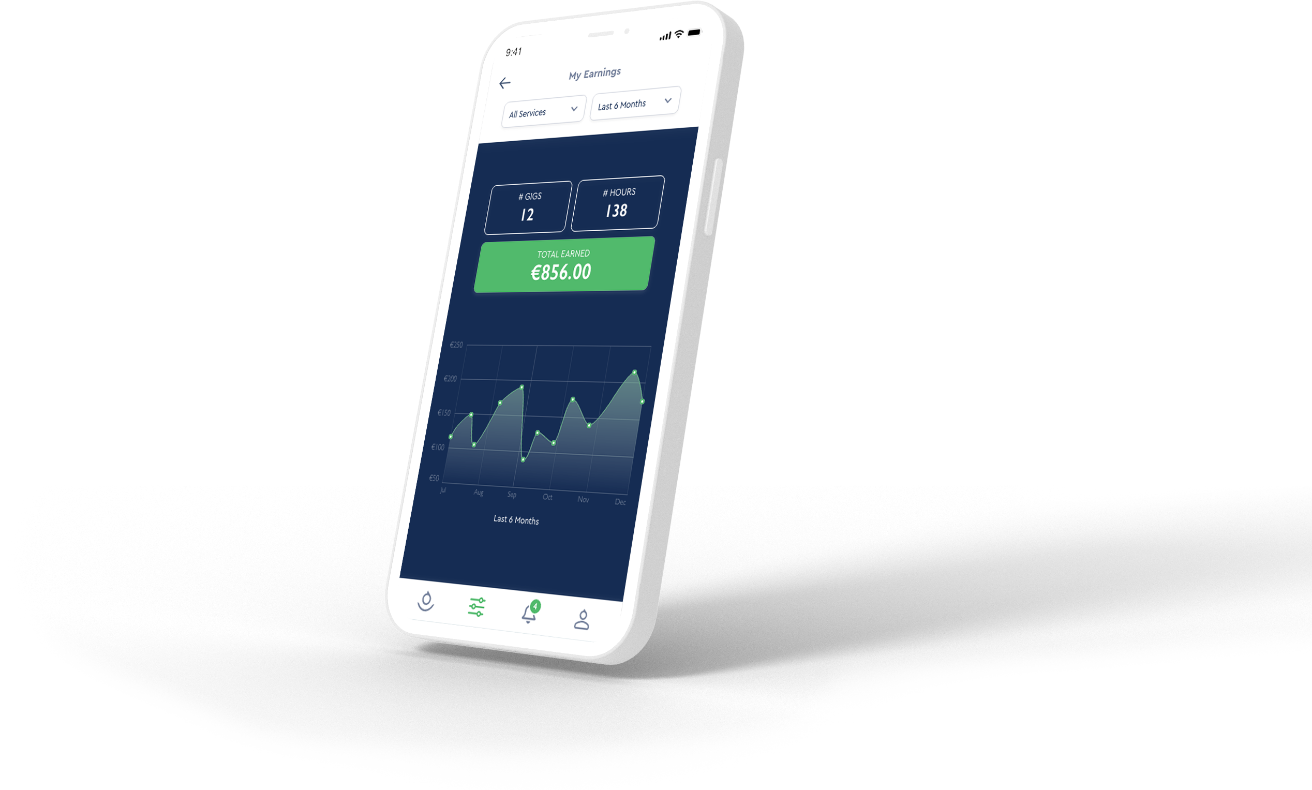 9:41
My Earnings
All Services
Last 6 Months
# GIGS
12
# HOURS
138
TOTAL EARNED
€856.00
€250
€200
€150
€100
€50
Jul
Aug
Sep
Oct
Nov
Dec
Last 6 Months
4